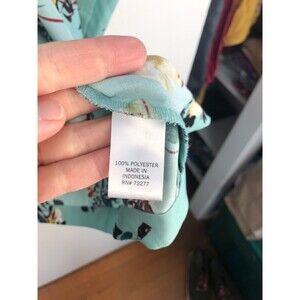 100% POLYESTER
MADE IN
INDONESIA
RN# 73277